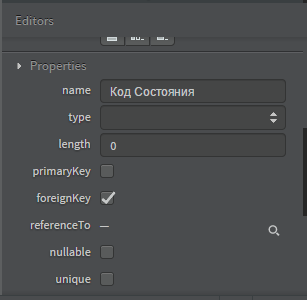 Editors
Properties
name Код Состояния
type
length 0
primaryKey
foreignKey
referenceTo —
nullable
unique